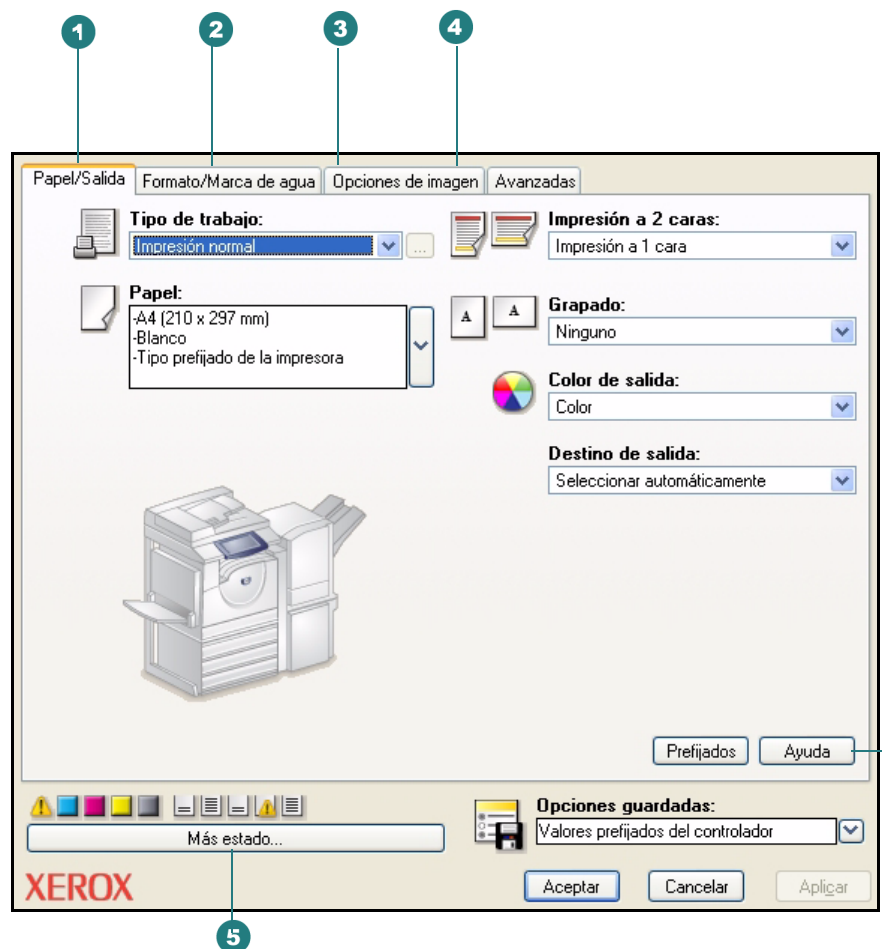 1
2
3
4
Papel/Salida
Formato/Marca de agua
Opciones de imagen
Avanzadas
Tipo de trabajo:
Impresión normal
...
Papel:
-A4 (210 x 297 mm)
-Blanco
-Tipo prefijado de la impresora
Impresión a 2 caras:
Impresión a 1 cara
A
A
Grapado:
Ninguno
Color de salida:
Color
Destino de salida:
Seleccionar automáticamente
Prefijados
Ayuda
Más estado...
Opciones guardadas:
Valores prefijados del controlador
XEROX
Aceptar
Cancelar
Aplicar
5